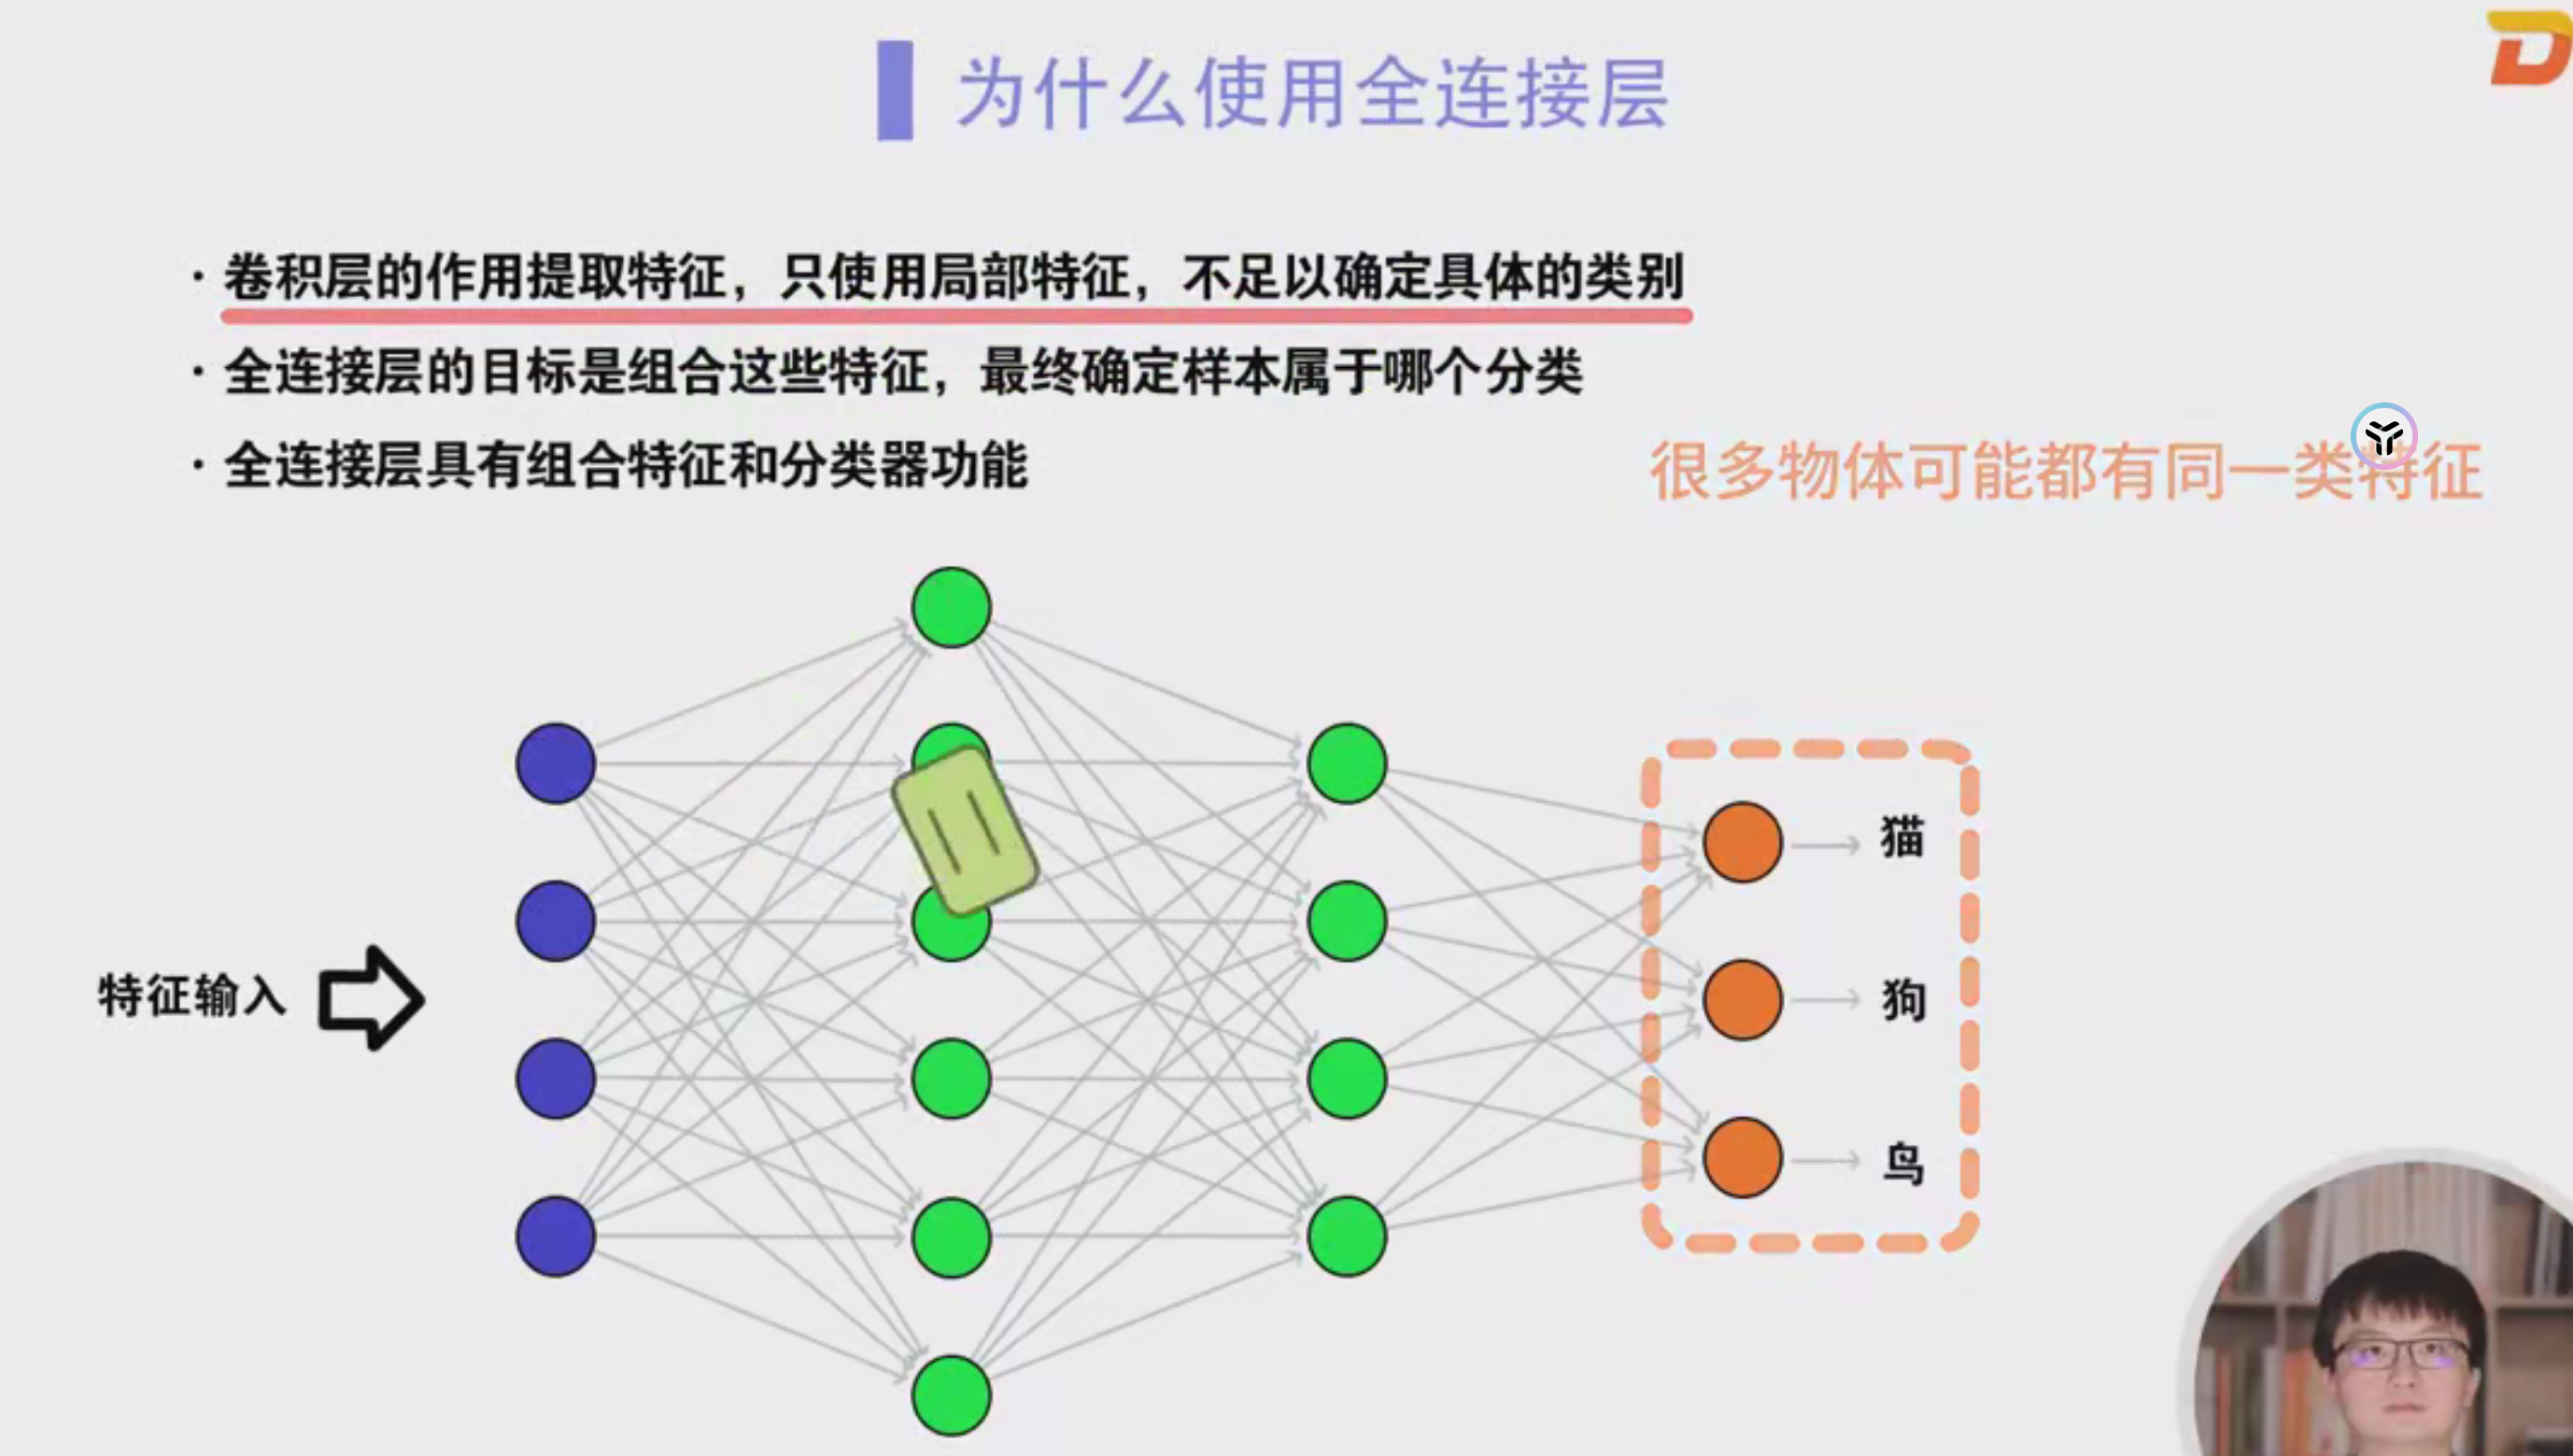 为什么使用全连接层
· 卷积层的作用提取特征，只使用局部特征，不足以确定具体的类别
· 全连接层的目标是组合这些特征，最终确定样本属于哪个分类
· 全连接层具有组合特征和分类器功能
很多物体可能都有同一类特征
特征输入
猫
狗
鸟